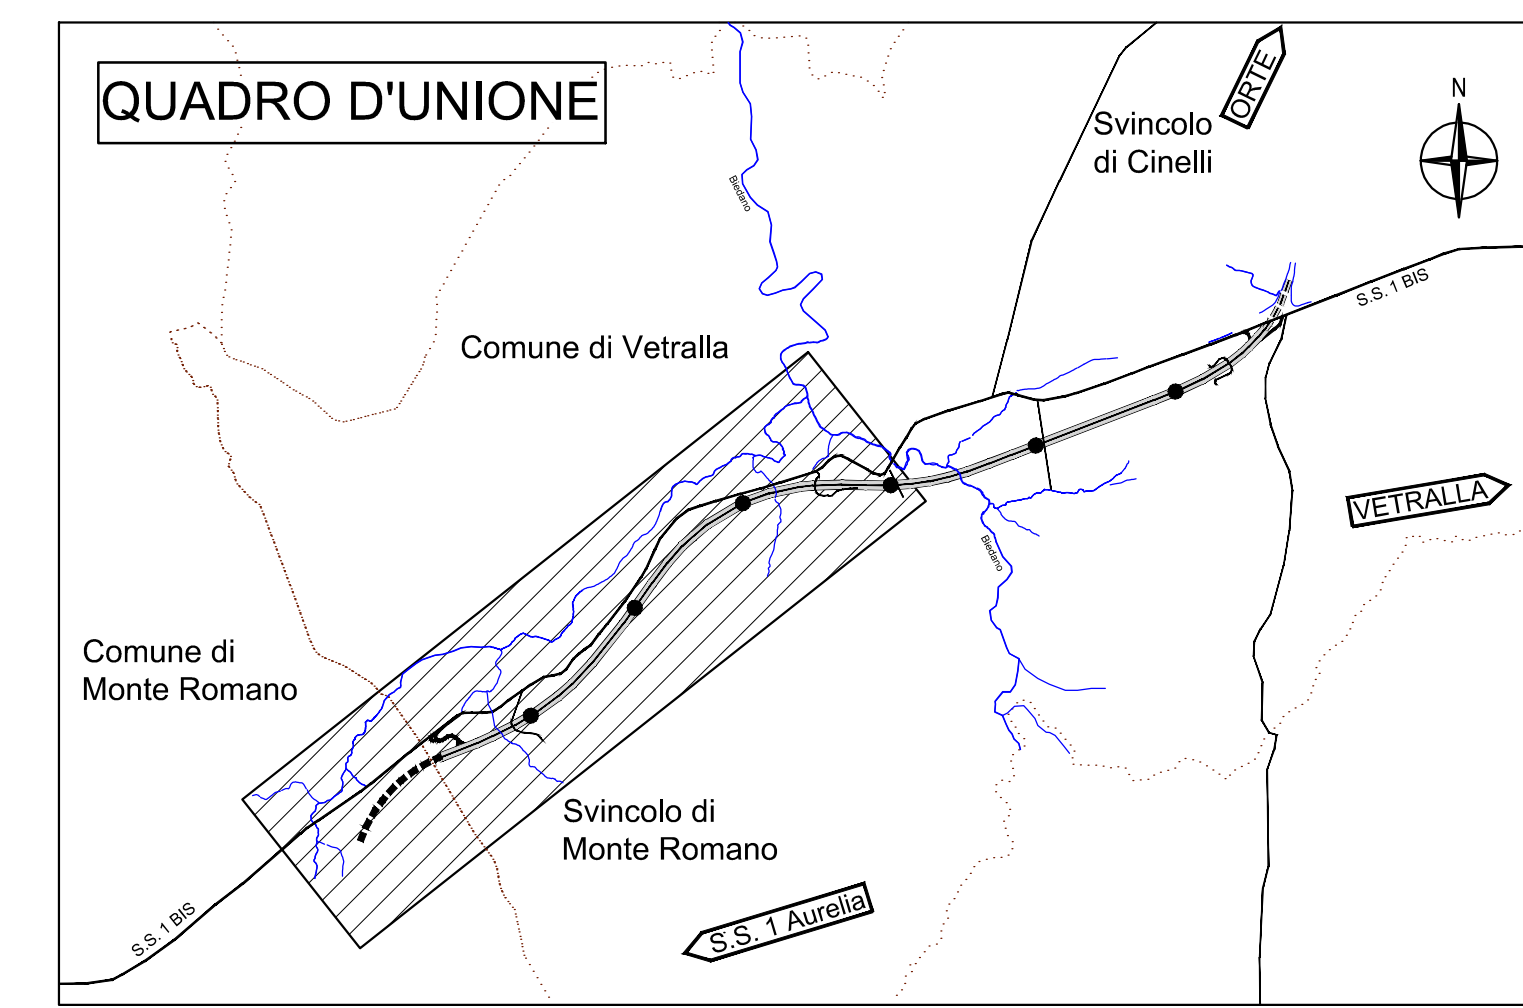 QUADRO D'UNIONE
ORTE
N
Svincolo
di Cinelli
Biedano
S.S. 1 BIS
Comune di Vetralla
VETRALLA
Biedano
Comune di
Monte Romano
Svincolo di
Monte Romano
S.S. 1 Aurelia
S.S. 1 BIS